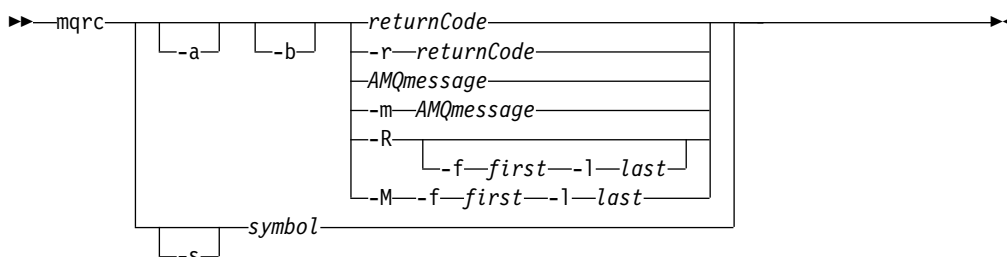 mqrc returnCode
-a -b -r returnCode
AMQmessage
-m AMQmessage
-R
-f first -l last
-M -f first -l last
symbol
-s